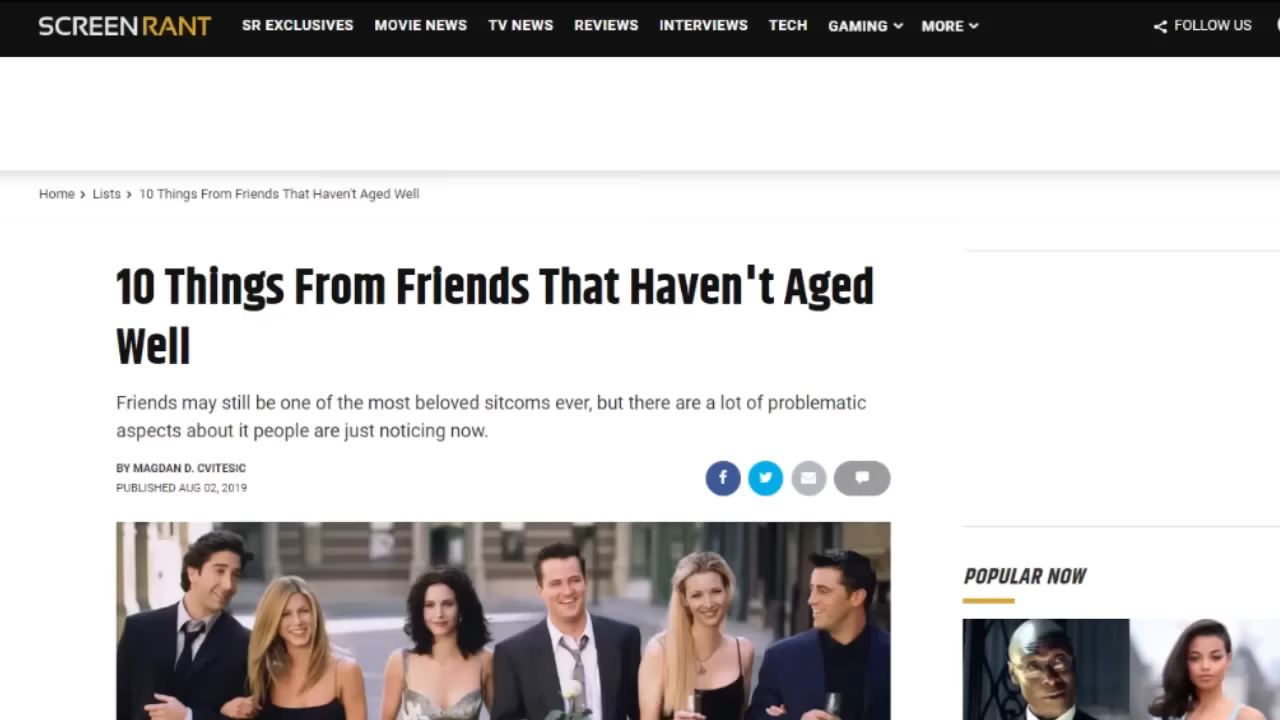 SCREENRANT SR EXCLUSIVES MOVIE NEWS TV NEWS REVIEWS INTERVIEWS TECH GAMING MORE FOLLOW US
Home > Lists > 10 Things From Friends That Haven't Aged Well
10 Things From Friends That Haven't Aged
Well
Friends may still be one of the most beloved sitcoms ever, but there are a lot of problematic
aspects about it people are just noticing now.
BY MAGDAN D. CVITESIC
PUBLISHED AUG 02, 2019
f
POPULAR NOW